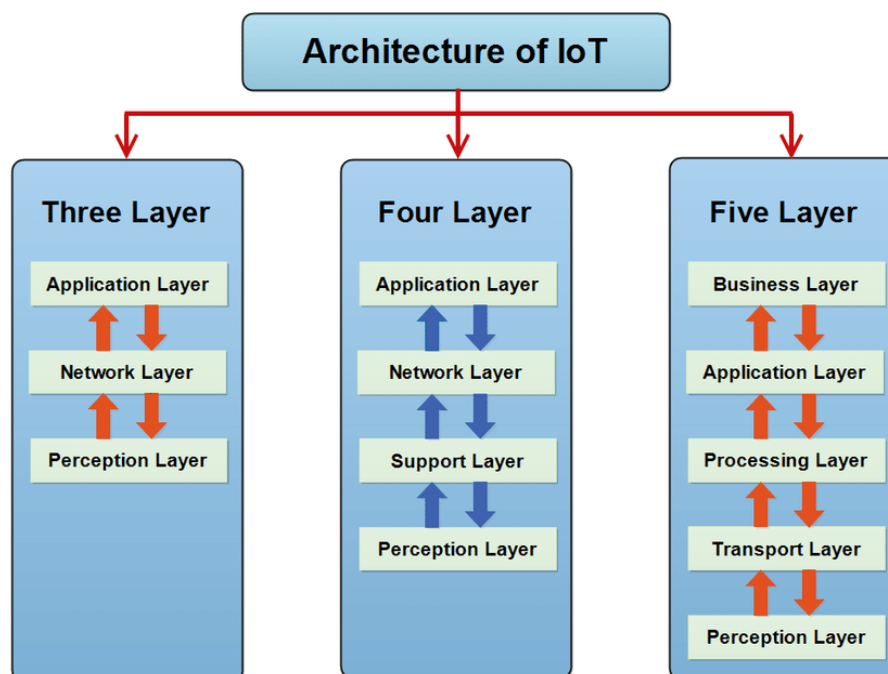 Architecture of IoT
Three Layer
Application Layer
Network Layer
Perception Layer
Four Layer
Application Layer
Network Layer
Support Layer
Perception Layer
Five Layer
Business Layer
Application Layer
Processing Layer
Transport Layer
Perception Layer